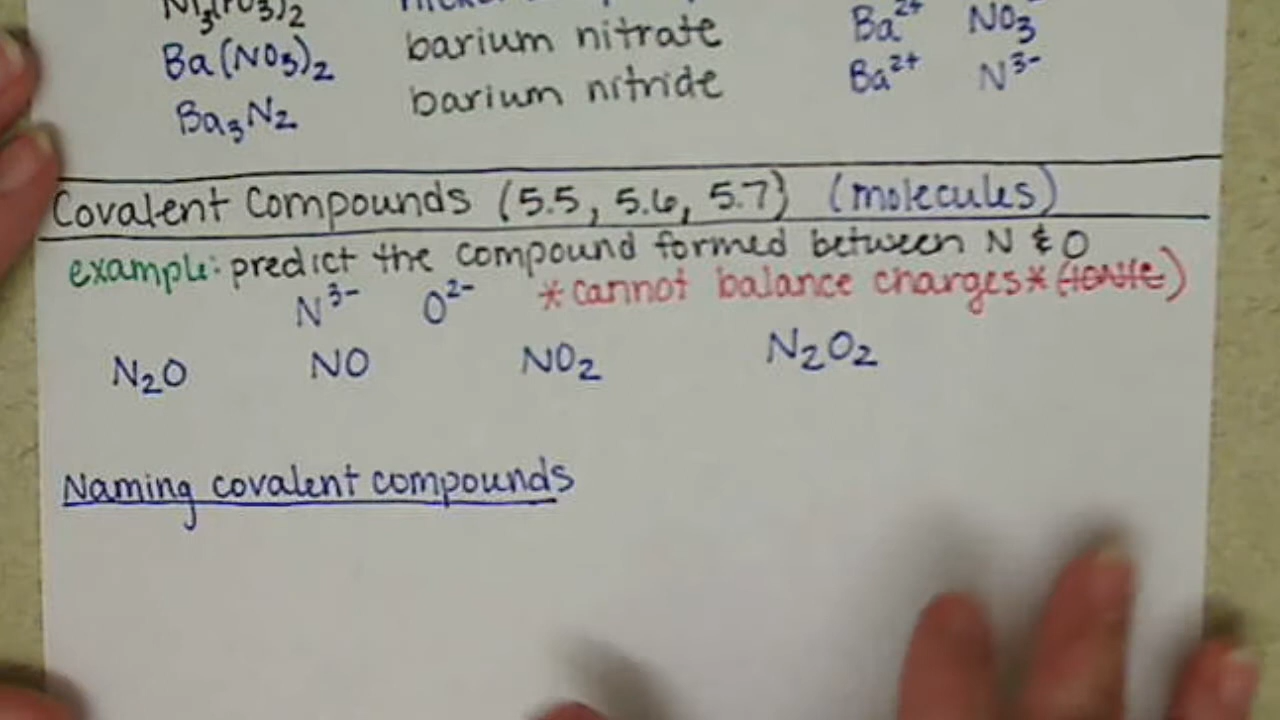 Ba(NO₃)₂ barium nitrate Ba²⁺ NO₃
Ba₃N₂ barium nitride Ba²⁺ N³⁻
Covalent Compounds (5.5, 5.6, 5.7) (molecules)
example: predict the compound formed between N & O
N³⁻ O²⁻ *cannot balance charges* (ionic)
N₂O NO NO₂ N₂O₂
Naming covalent compounds